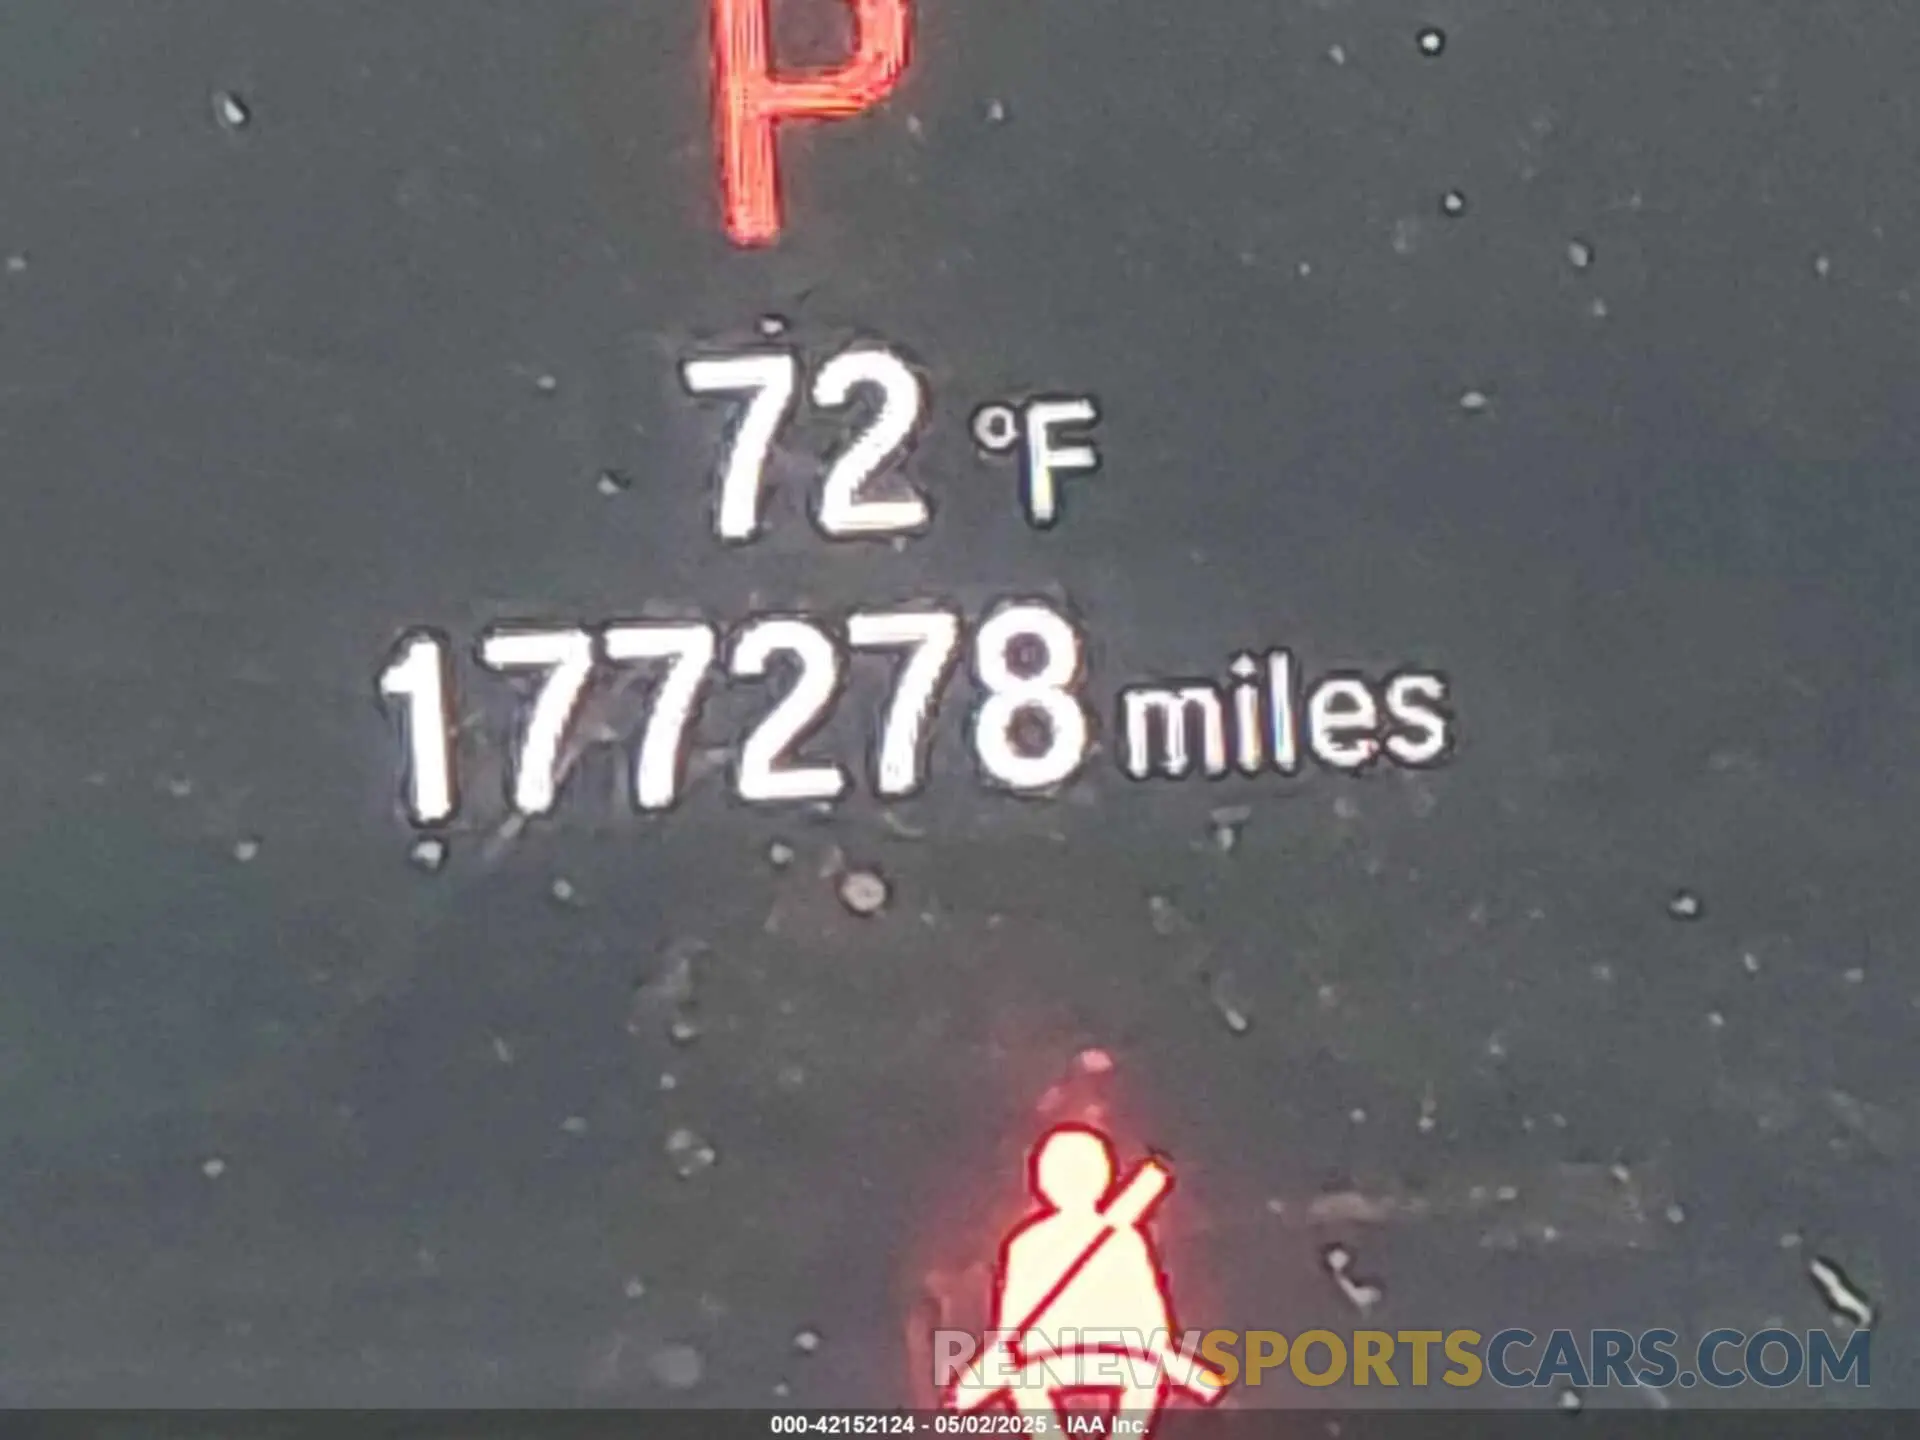 P
72 °F
177278 miles
RENEWSPORTSCARS.COM
000-42152124 - 05/02/2025 - IAA Inc.